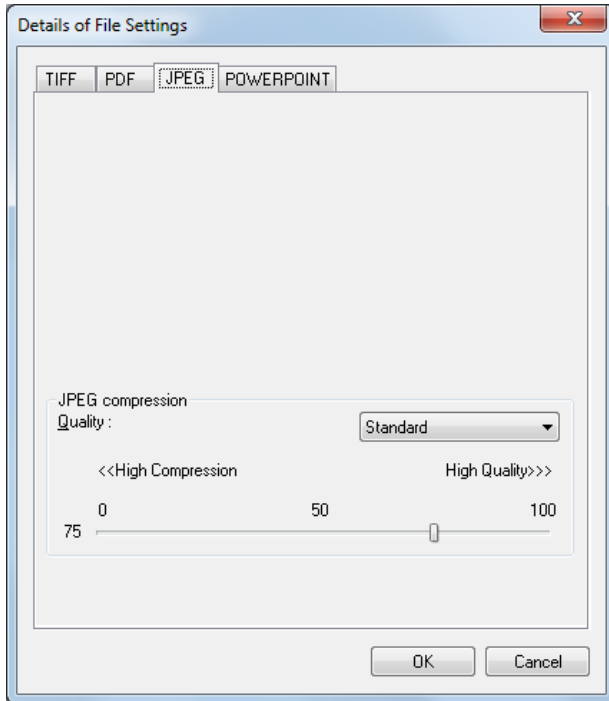 Details of File Settings
TIFF PDF JPEG POWERPOINT
JPEG compression
Quality : Standard
<<High Compression High Quality>>>
0 50 100
75
OK Cancel